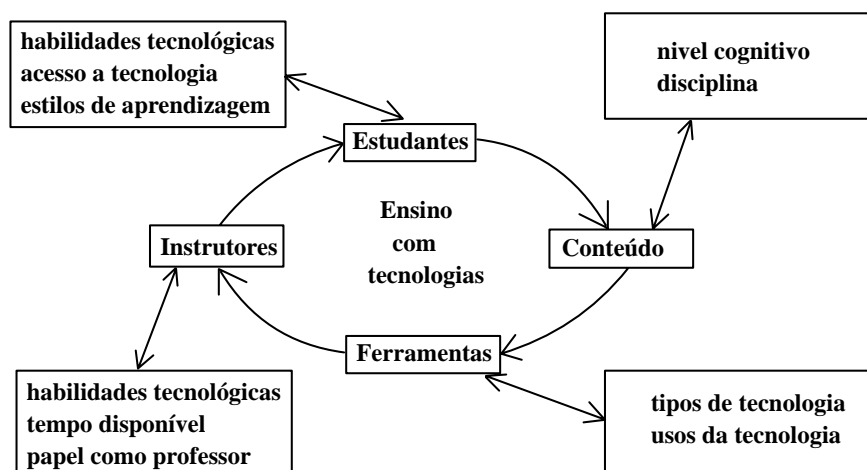 habilidades tecnológicas
acesso a tecnologia
estilos de aprendizagem
nivel cognitivo
disciplina
Estudantes
Ensino
com
tecnologias
Instrutores
Conteúdo
Ferramentas
habilidades tecnológicas
tempo disponível
papel como professor
tipos de tecnologia
usos da tecnologia